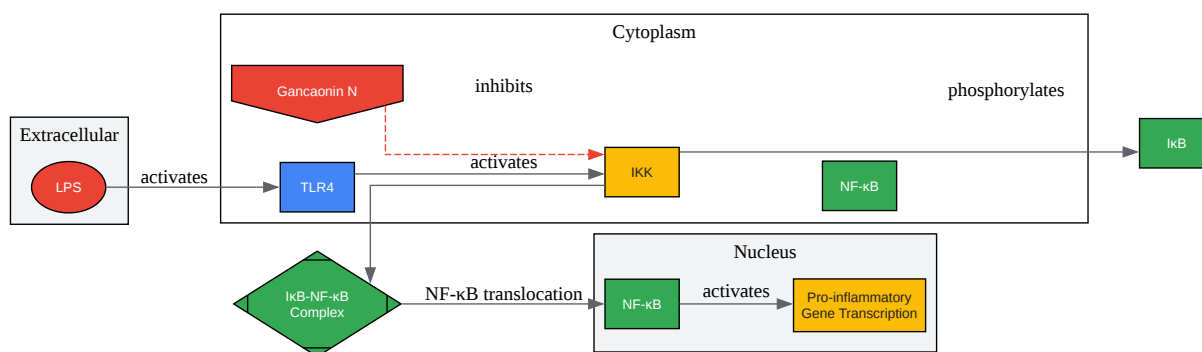 Cytoplasm
Gancaonin N
inhibits
phosphorylates
Extracellular
LPS
activates
TLR4
activates
IKK
NF-κB
IκB
IκB-NF-κB
Complex
NF-κB translocation
Nucleus
NF-κB
activates
Pro-inflammatory
Gene Transcription